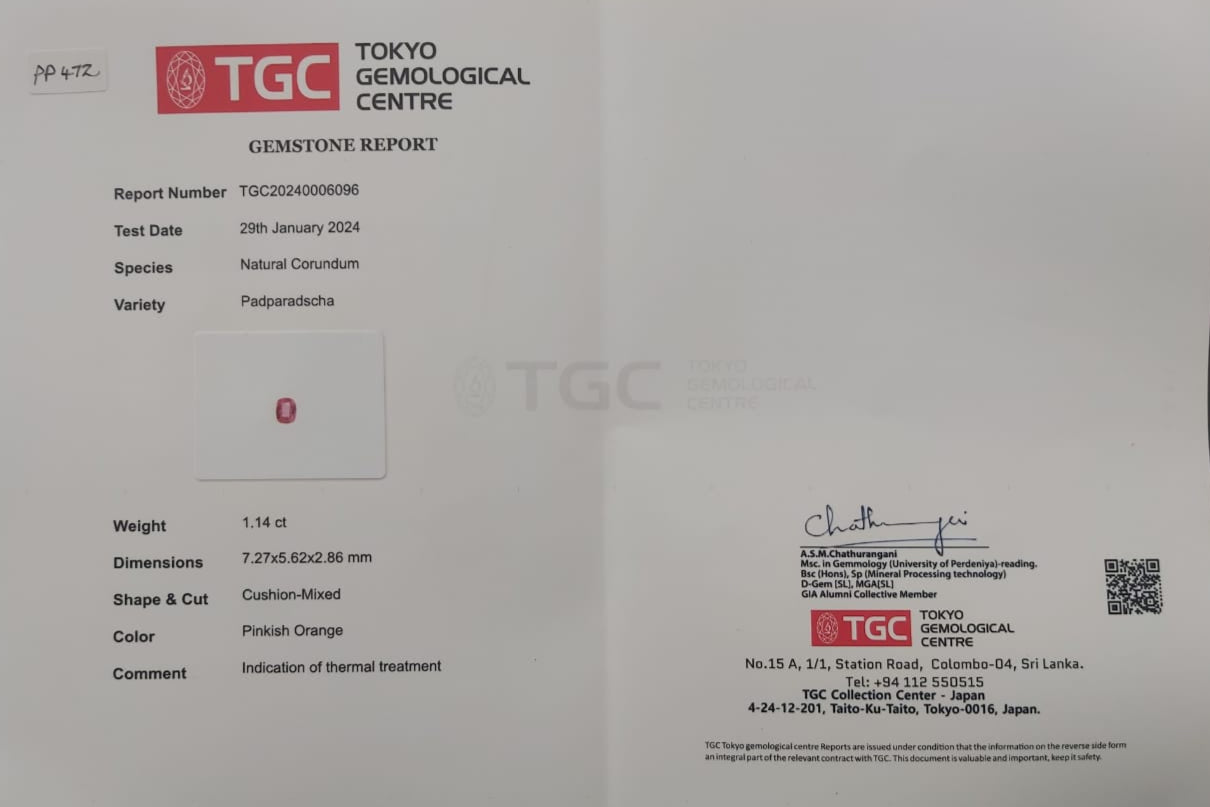 PP 472
TGC TOKYO
GEMOLOGICAL
CENTRE
GEMSTONE REPORT
Report Number TGC20240006096
Test Date 29th January 2024
Species Natural Corundum
Variety Padparadscha
TGC TOKYO
GEMOLOGICAL
CENTRE
Weight 1.14 ct
Dimensions 7.27x5.62x2.86 mm
Shape & Cut Cushion-Mixed
Color Pinkish Orange
Comment Indication of thermal treatment
A.S.M.Chathurangani
Msc. in Gemmology (University of Perdeniya)-reading.
Bsc (Hons), Sp (Mineral Processing technology)
D-Gem [SL], MGA[SL]
GIA Alumni Collective Member
TGC TOKYO
GEMOLOGICAL
CENTRE
No.15 A, 1/1, Station Road, Colombo-04, Sri Lanka.
Tel: +94 112 550515
TGC Collection Center - Japan
4-24-12-201, Taito-Ku-Taito, Tokyo-0016, Japan.
TGC Tokyo gemological centre Reports are issued under condition that the information on the reverse side form
an integral part of the relevant contract with TGC. This document is valuable and important, keep it safety.